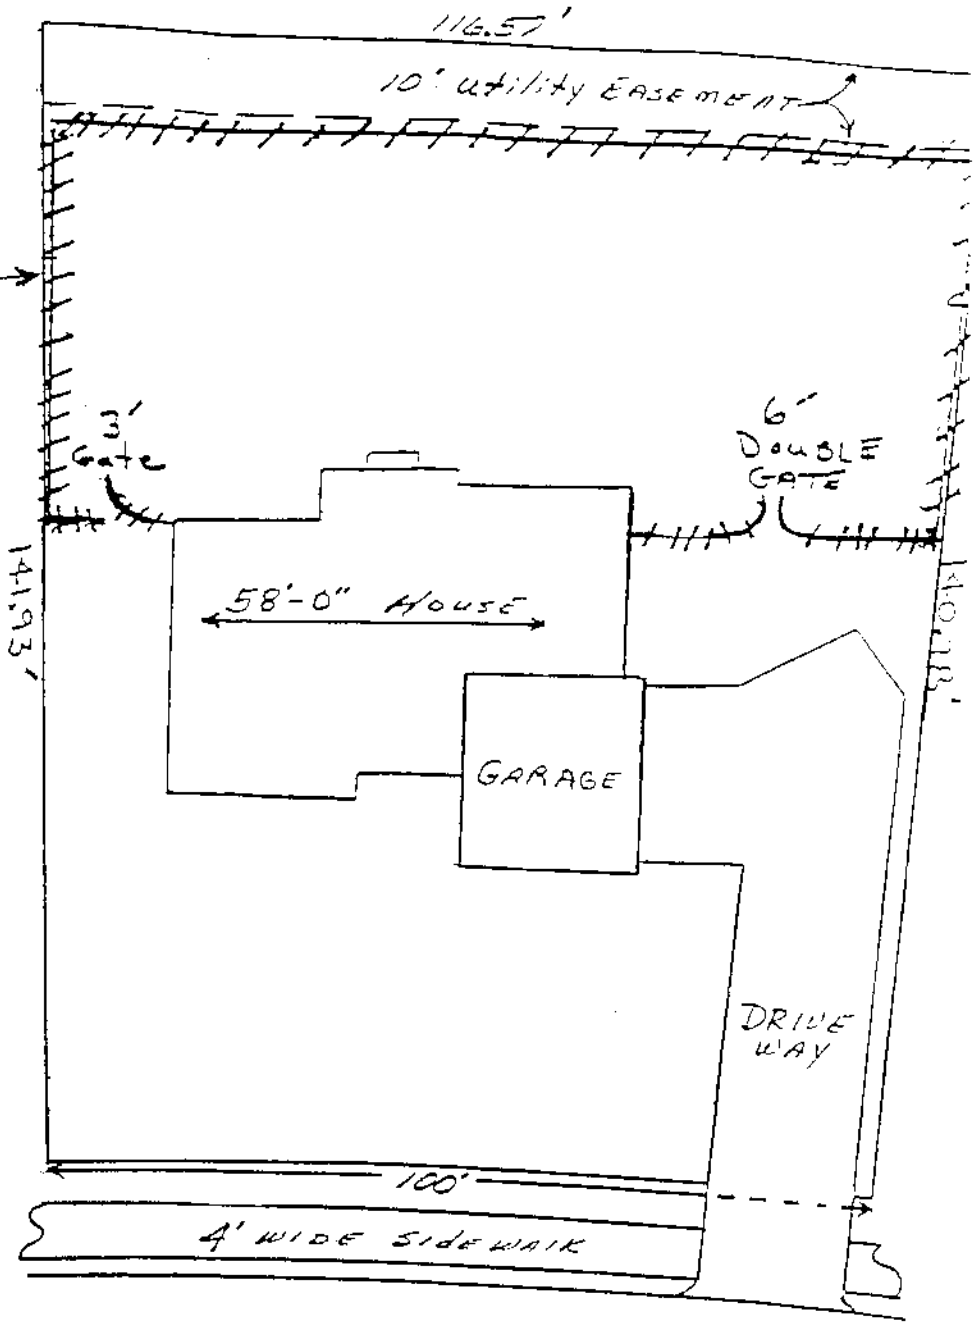 116.57'
10' Utility EASEMENT
3'
Gate
6'
DOUBLE
GATE
141.93'
58'-0" HOUSE
GARAGE
DRIVE
WAY
100'
4' WIDE SIDEWALK